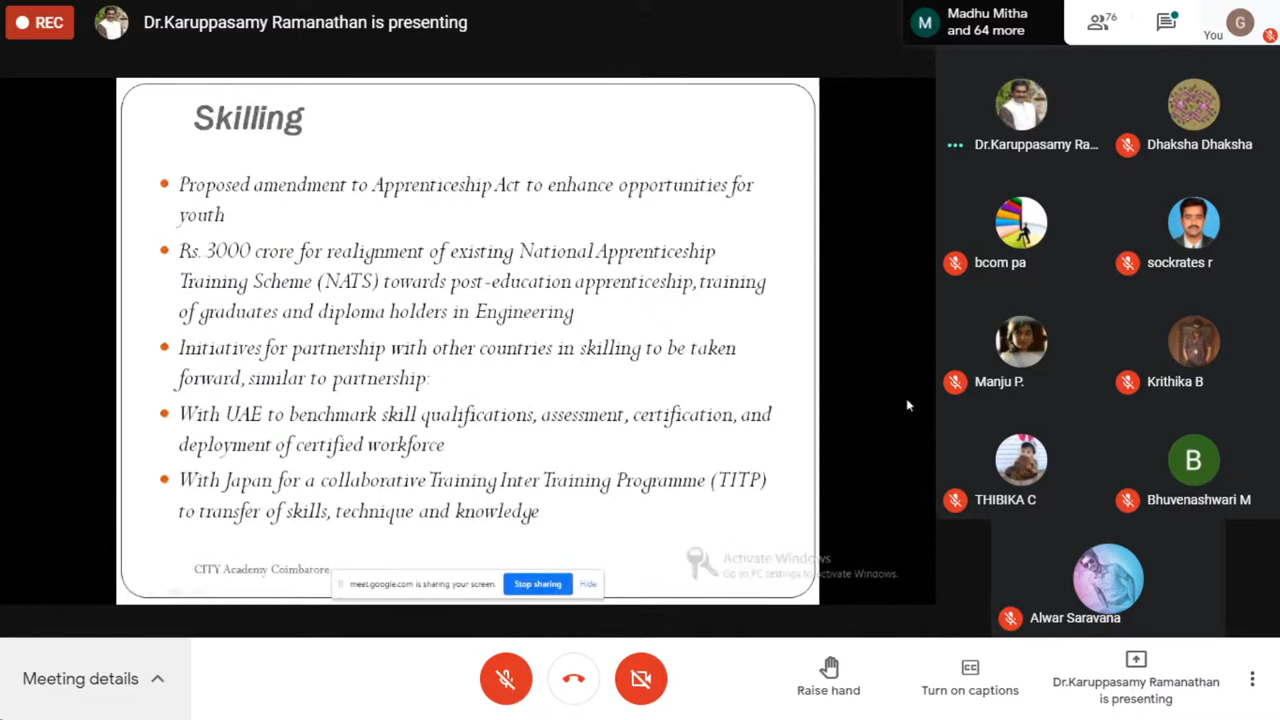 REC
Dr.Karuppasamy Ramanathan is presenting
Madhu Mitha
and 64 more
M
76
You
G
Skilling
Proposed amendment to Apprenticeship Act to enhance opportunities for
youth
Rs. 3000 crore for realignment of existing National Apprenticeship
Training Scheme (NATS) towards post-education apprenticeship, training
of graduates and diploma holders in Engineering
Initiatives for partnership with other countries in skilling to be taken
forward, similar to partnership:
With UAE to benchmark skill qualifications, assessment, certification, and
deployment of certified workforce
With Japan for a collaborative Training Inter Training Programme (TITP)
to transfer of skills, technique and knowledge
CITY Academy Coimbatore.
meet.google.com is sharing your screen.
Stop sharing
Hide
Activate Windows
Go to PC settings to activate Windows.
Dr.Karuppasamy Ra...
Dhaksha Dhaksha
bcom pa
sockrates r
Manju P.
Krithika B
THIBIKA C
B
Bhuvenashwari M
Alwar Saravana
Meeting details
Raise hand
CC
Turn on captions
Dr.Karuppasamy Ramanathan
is presenting